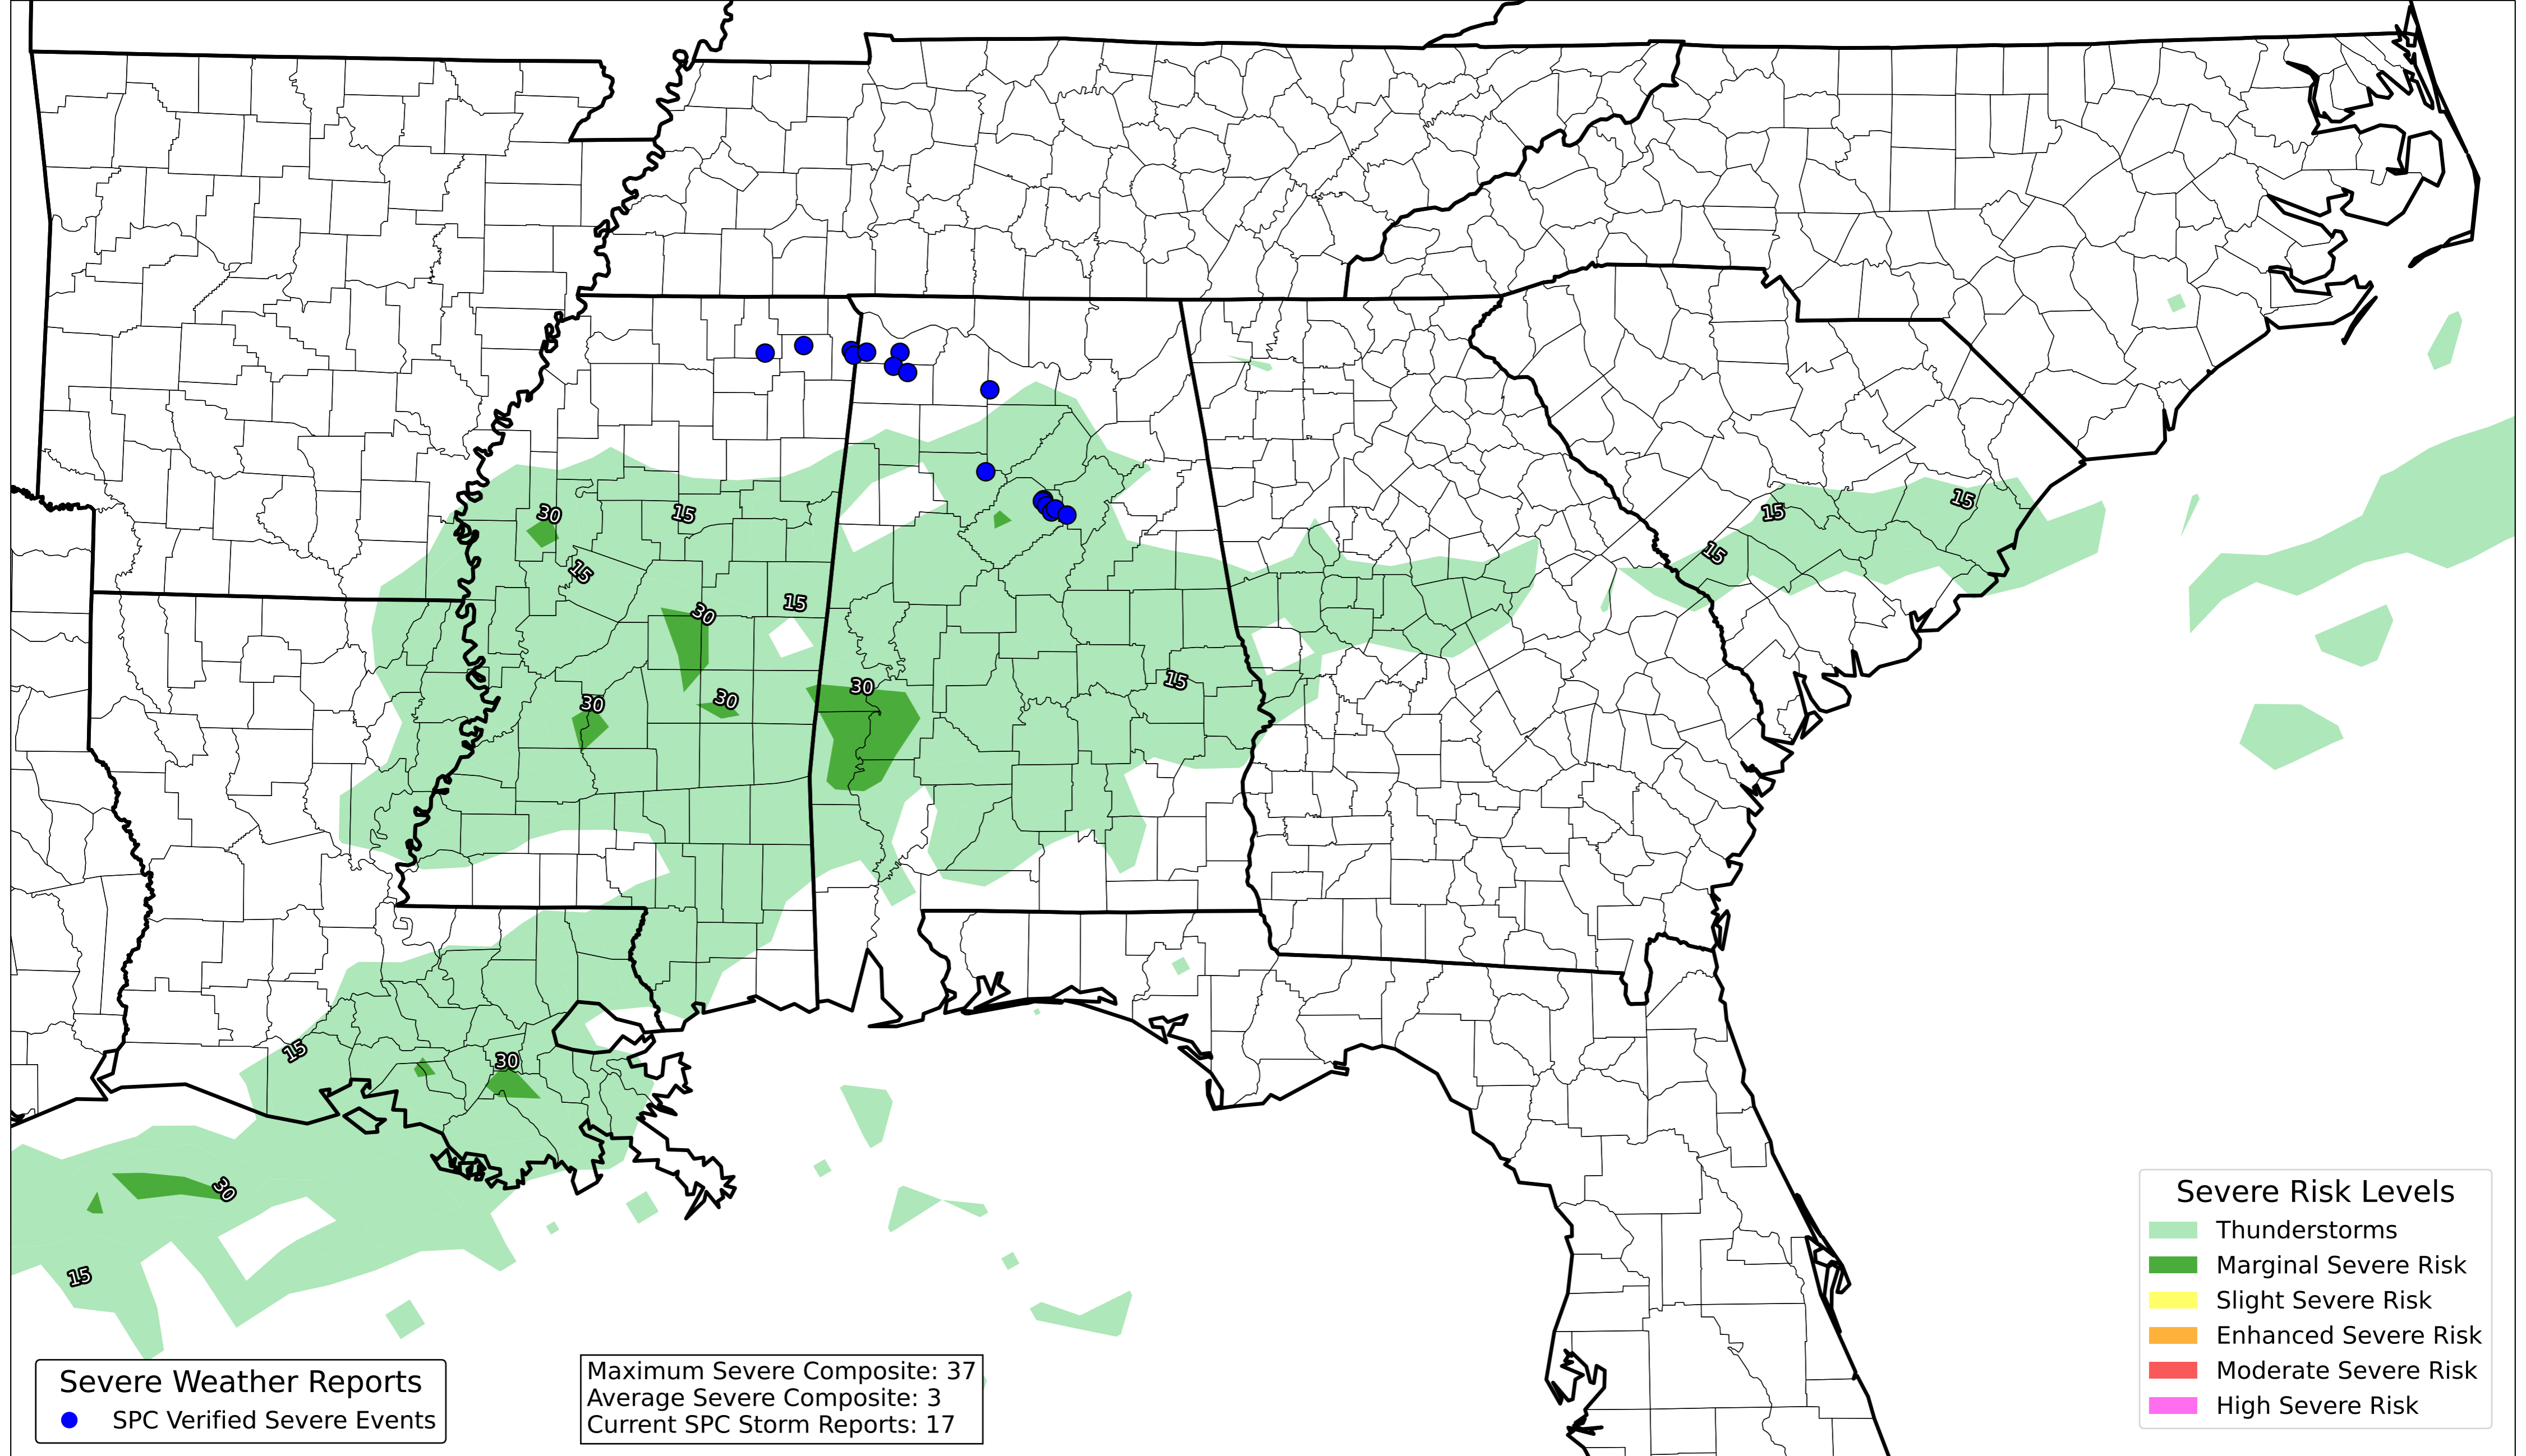 15
30
15
15
15
15
15
30
15
15
30
30
30
15
30
30
Severe Risk Levels
Thunderstorms
Marginal Severe Risk
Slight Severe Risk
Enhanced Severe Risk
Moderate Severe Risk
High Severe Risk
15
Severe Weather Reports
SPC Verified Severe Events
Maximum Severe Composite: 37
Average Severe Composite: 3
Current SPC Storm Reports: 17